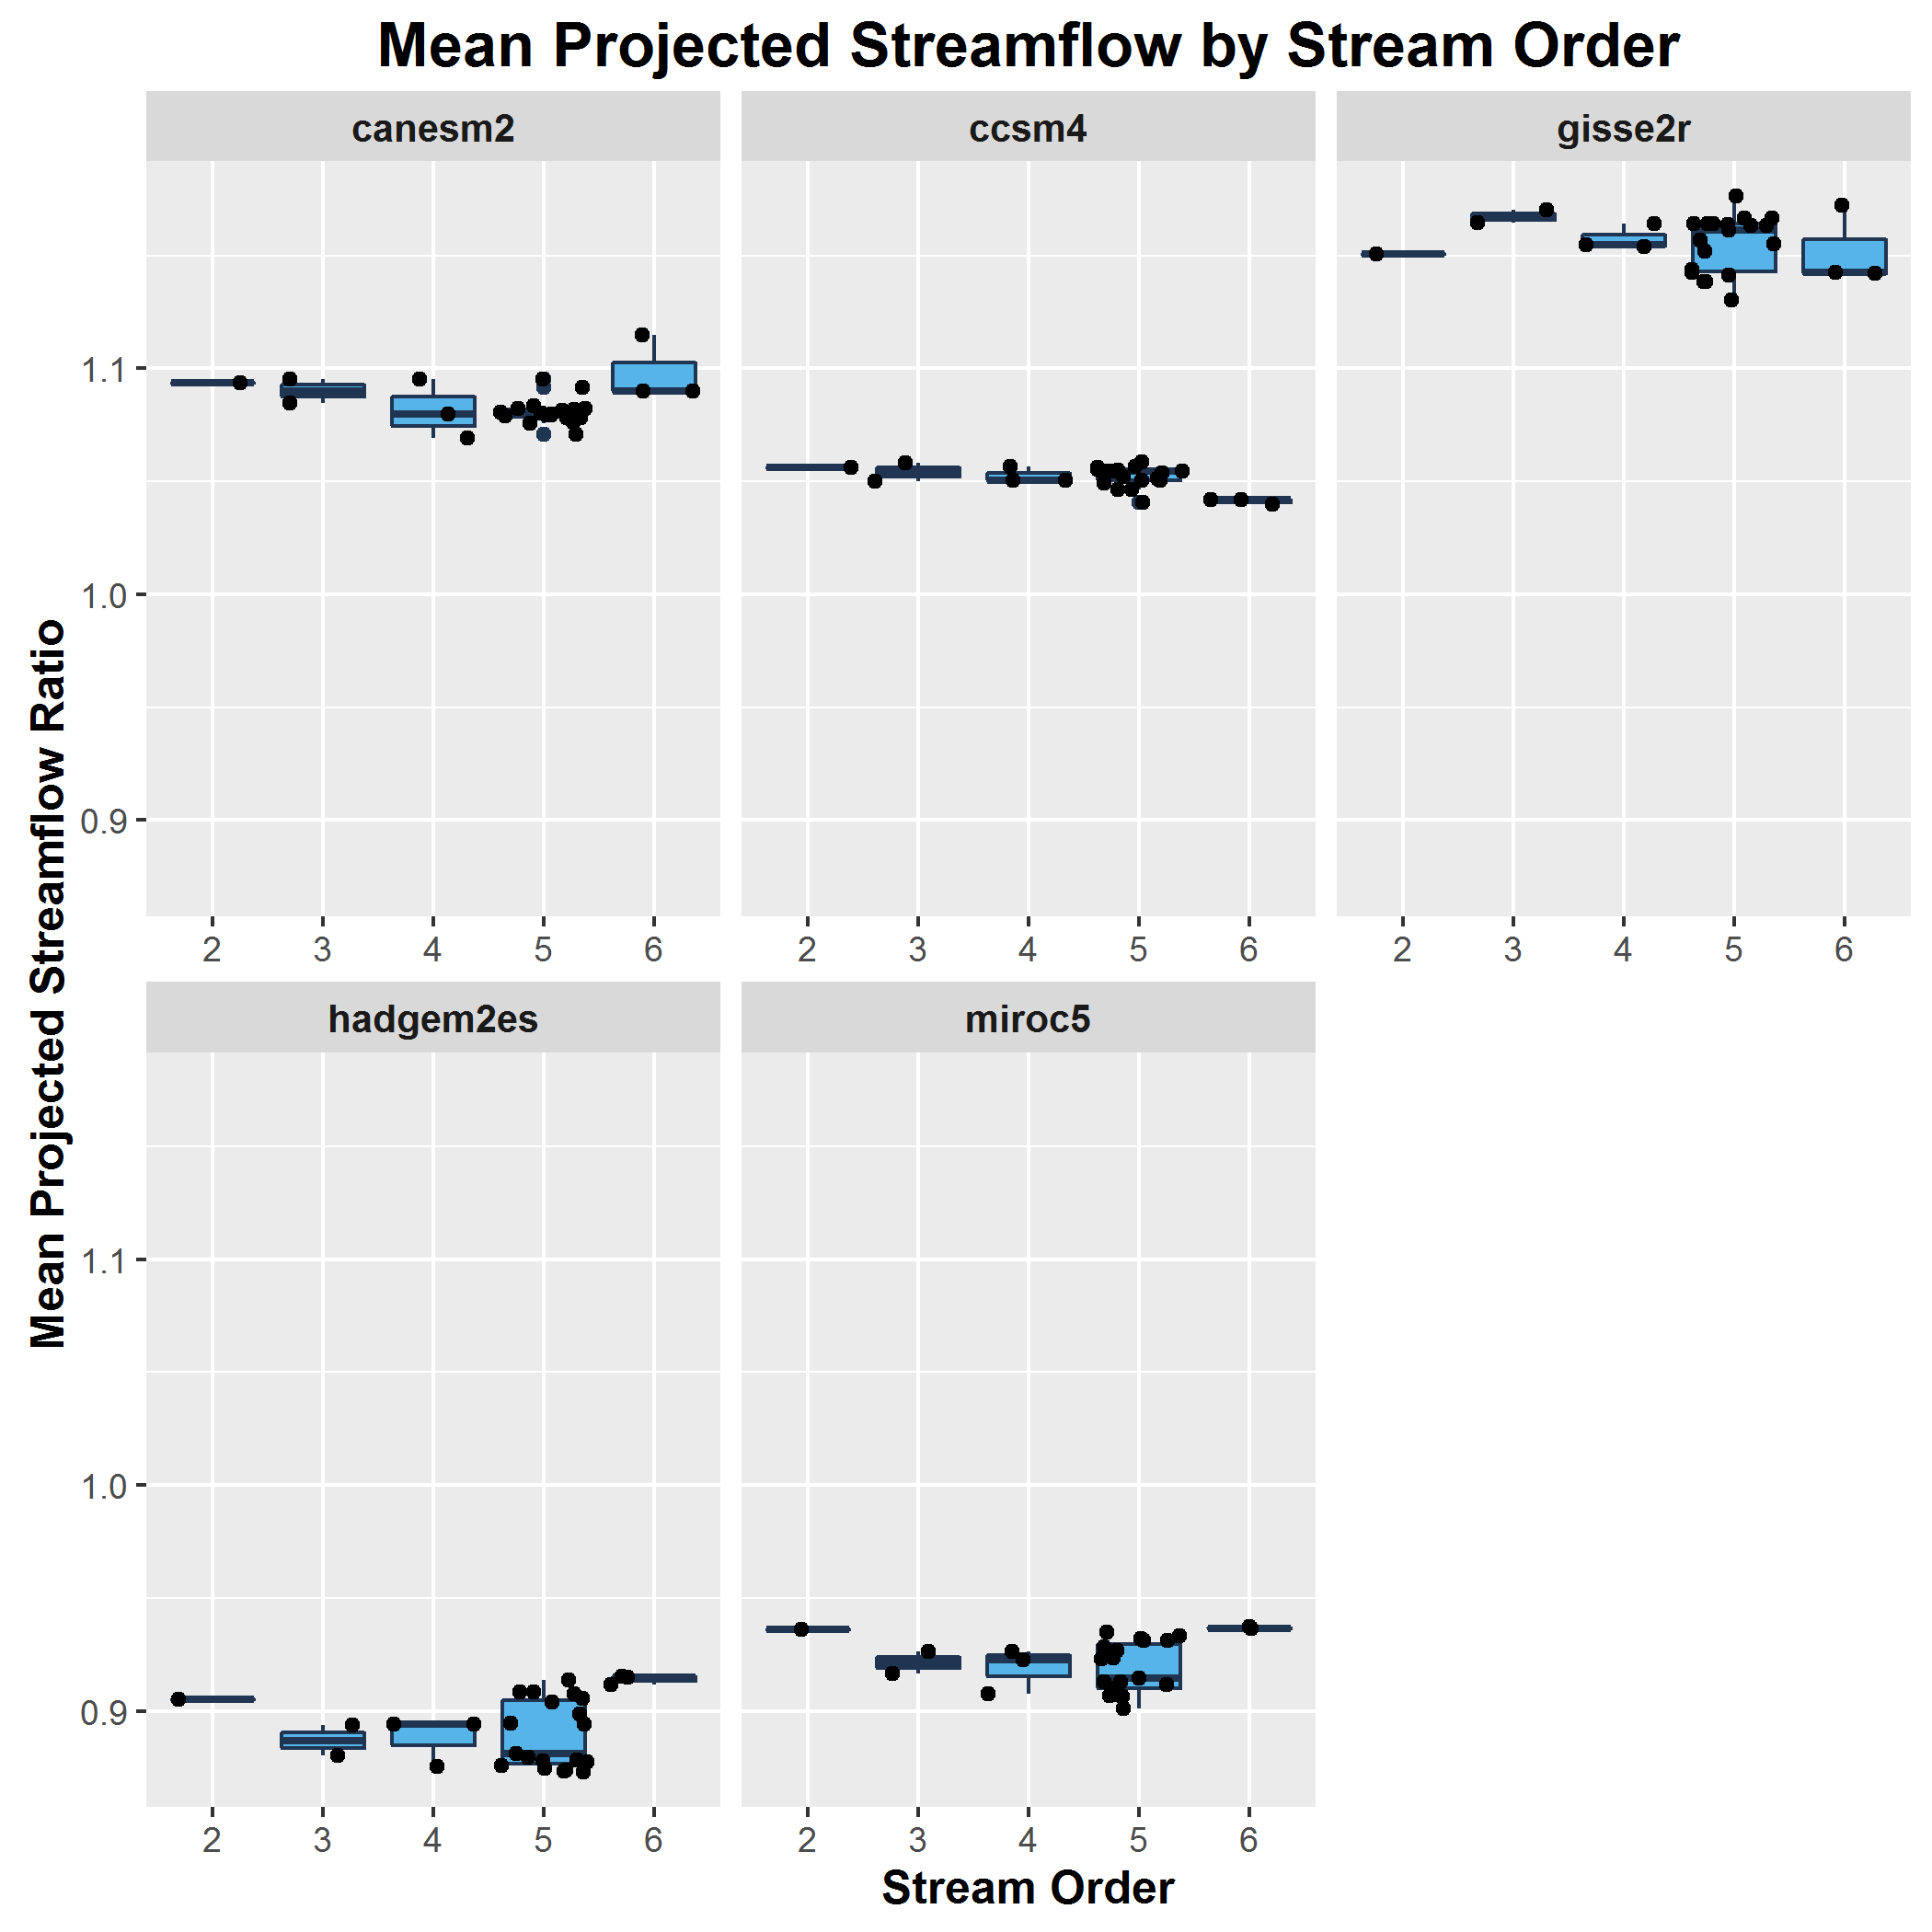 Mean Projected Streamflow by Stream Order
canesm2
ccsm4
gisse2r
1.1
1.0
0.9
2 3 4 5 6
2 3 4 5 6
2 3 4 5 6
Mean Projected Streamflow Ratio
hadgem2es
miroc5
1.1
1.0
0.9
2 3 4 5 6
2 3 4 5 6
Stream Order